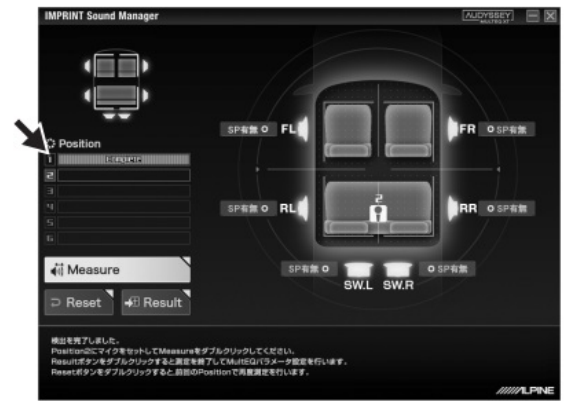 IMPRINT Sound Manager
AUDYSSEY
MULTEQ XT
Position
1 Complete
2
3
4
5
6
Measure
Reset
Result
SP有無 FL
FR SP有無
SP有無 RL
2
RR SP有無
SP有無
SP有無
SW.L SW.R
検出を完了しました。
Position2にマイクをセットしてMeasureをダブルクリックしてください。
Resultボタンをダブルクリックすると測定を終了してMultEQパラメータ設定を行います。
Resetボタンをダブルクリックすると、前回のPositionで再度測定を行います。
ALPINE